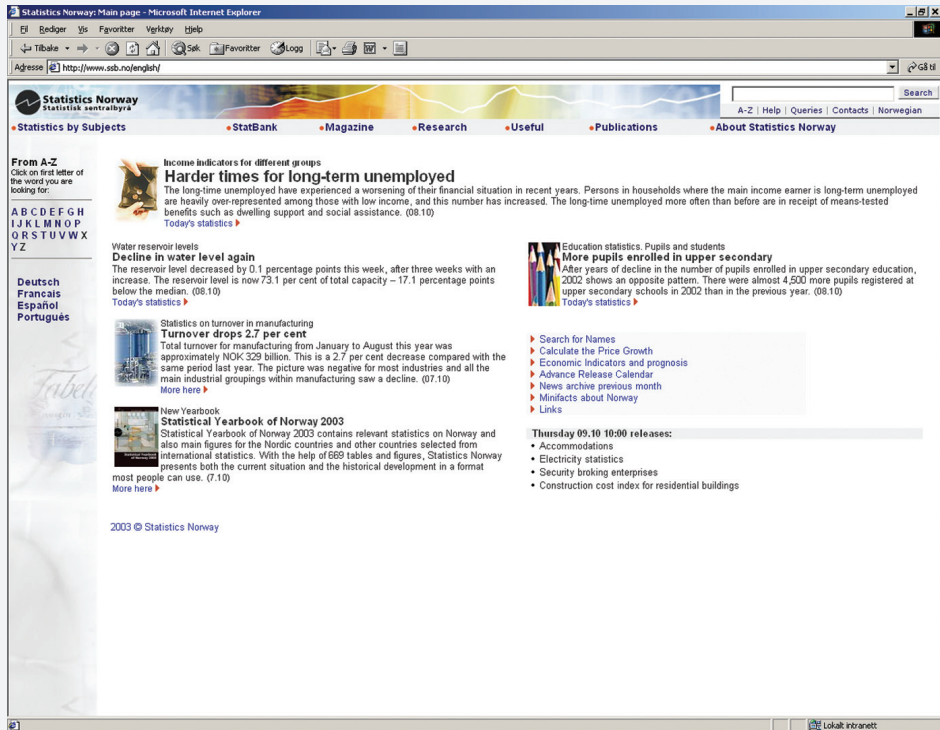 Statistics Norway: Main page - Microsoft Internet Explorer
Fil Rediger Vis Favoritter Verktøy Hjelp
Tilbake Søk Favoritter Logg
Adresse http://www.ssb.no/english/ Gå til
Statistics Norway
Statistisk sentralbyrå
Search
A-Z | Help | Queries | Contacts | Norwegian
•Statistics by Subjects •StatBank •Magazine •Research •Useful •Publications •About Statistics Norway
From A-Z
Click on first letter of
the word you are
looking for:
A B C D E F G H
I J K L M N O P
Q R S T U V W X
Y Z
Deutsch
Francais
Español
Portugués
Income indicators for different groups
Harder times for long-term unemployed
The long-time unemployed have experienced a worsening of their financial situation in recent years. Persons in households where the main income earner is long-term unemployed
are heavily over-represented among those with low income, and this number has increased. The long-time unemployed more often than before are in receipt of means-tested
benefits such as dwelling support and social assistance. (08.10)
Today's statistics
Water reservoir levels
Decline in water level again
The reservoir level decreased by 0.1 percentage points this week, after three weeks with an
increase. The reservoir level is now 73.1 per cent of total capacity – 17.1 percentage points
below the median. (08.10)
Today's statistics
Education statistics. Pupils and students
More pupils enrolled in upper secondary
After years of decline in the number of pupils enrolled in upper secondary education,
2002 shows an opposite pattern. There were almost 4,500 more pupils registered at
upper secondary schools in 2002 than in the previous year. (08.10)
Today's statistics
Statistics on turnover in manufacturing
Turnover drops 2.7 per cent
Total turnover for manufacturing from January to August this year was
approximately NOK 329 billion. This is a 2.7 per cent decrease compared with the
same period last year. The picture was negative for most industries and all the
main industrial groupings within manufacturing saw a decline. (07.10)
More here
New Yearbook
Statistical Yearbook of Norway 2003
Statistical Yearbook of Norway 2003 contains relevant statistics on Norway and
also main figures for the Nordic countries and other countries selected from
international statistics. With the help of 669 tables and figures, Statistics Norway
presents both the current situation and the historical development in a format
most people can use. (7.10)
More here
Search for Names
Calculate the Price Growth
Economic Indicators and prognosis
Advance Release Calendar
News archive previous month
Minifacts about Norway
Links
Thursday 09.10 10:00 releases:
• Accommodations
• Electricity statistics
• Security broking enterprises
• Construction cost index for residential buildings
2003 © Statistics Norway
Lokalt intranett